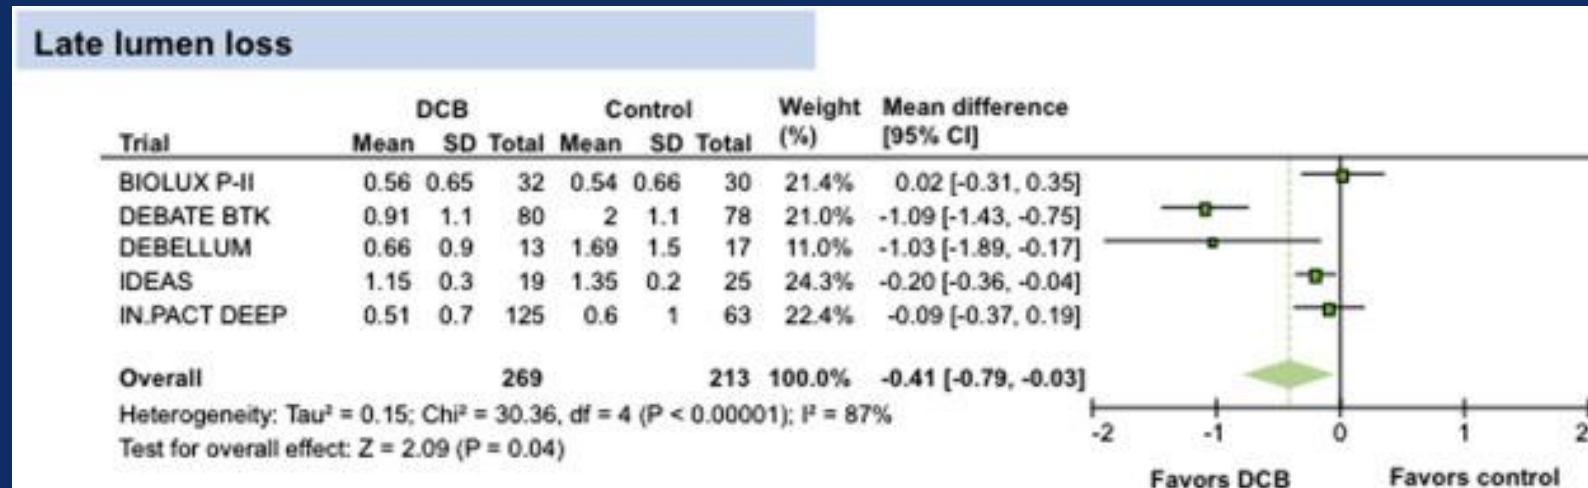 Late lumen loss
DCB Control Weight Mean difference
Trial Mean SD Total Mean SD Total (%) [95% CI]
BIOLUX P-II 0.56 0.65 32 0.54 0.66 30 21.4% 0.02 [-0.31, 0.35]
DEBATE BTK 0.91 1.1 80 2 1.1 78 21.0% -1.09 [-1.43, -0.75]
DEBELLUM 0.66 0.9 13 1.69 1.5 17 11.0% -1.03 [-1.89, -0.17]
IDEAS 1.15 0.3 19 1.35 0.2 25 24.3% -0.20 [-0.36, -0.04]
IN.PACT DEEP 0.51 0.7 125 0.6 1 63 22.4% -0.09 [-0.37, 0.19]
Overall 269 213 100.0% -0.41 [-0.79, -0.03]
Heterogeneity: Tau² = 0.15; Chi² = 30.36, df = 4 (P < 0.00001); I² = 87%
Test for overall effect: Z = 2.09 (P = 0.04)
-2 -1 0 1 2
Favors DCB Favors control